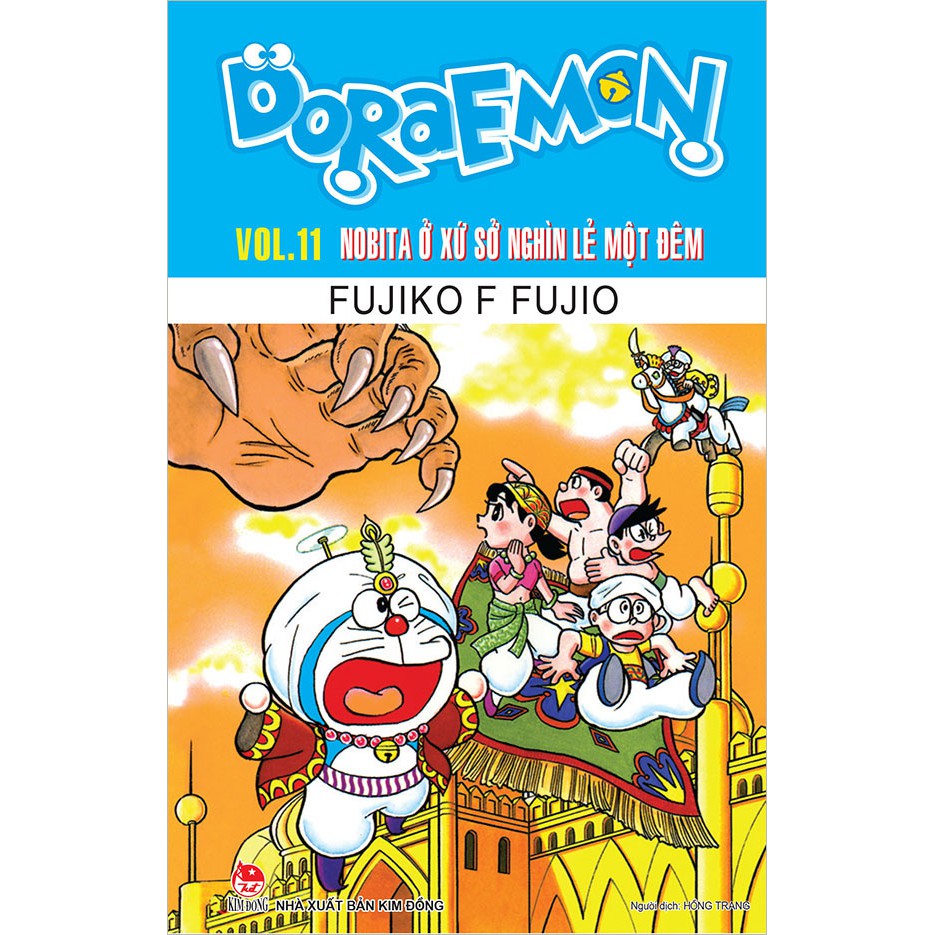 DORAEMON
VOL.11 NOBITA Ở XỨ SỞ NGHÌN LẺ MỘT ĐÊM
FUJIKO F FUJIO
KIM ĐỒNG NHÀ XUẤT BẢN KIM ĐỒNG
Người dịch: HỒNG TRANG